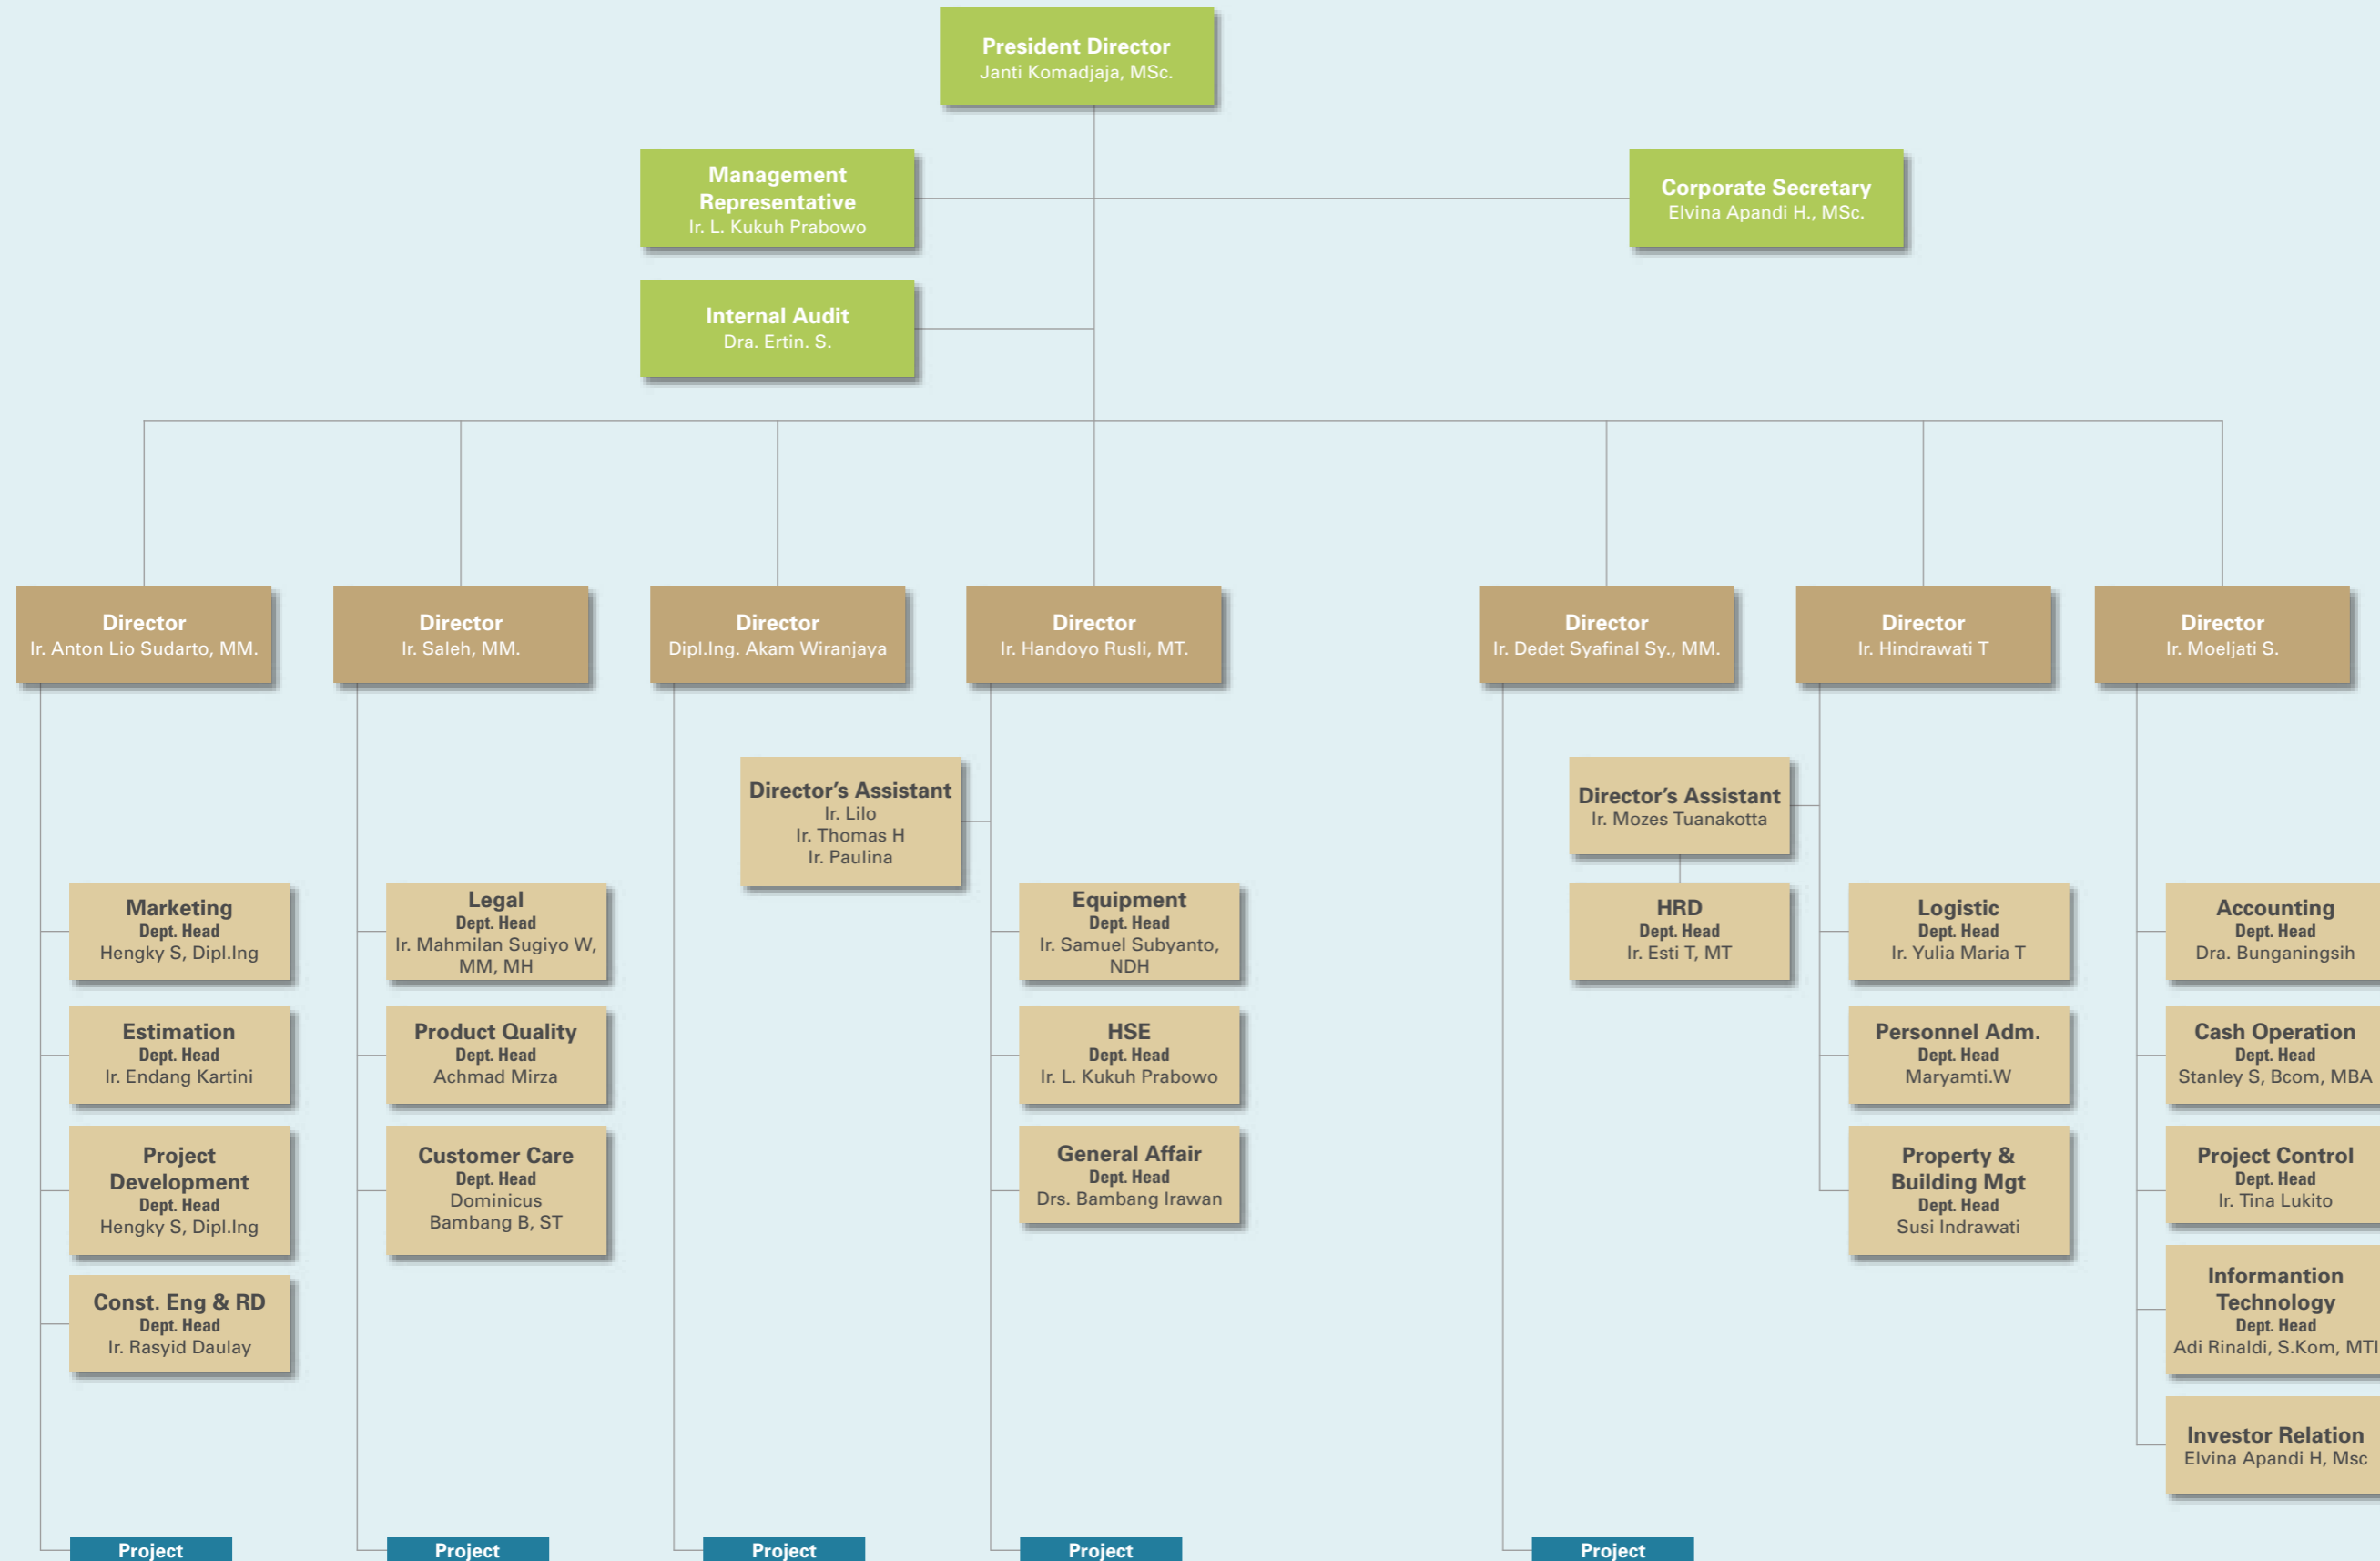 President Director
Janti Komadjaja, MSc.
Management
Representative
Ir. L. Kukuh Prabowo
Corporate Secretary
Elvina Apandi H., MSc.
Internal Audit
Dra. Ertin. S.
Director
Ir. Anton Lio Sudarto, MM.
Director
Ir. Saleh, MM.
Director
Dipl.Ing. Akam Wiranjaya
Director
Ir. Handoyo Rusli, MT.
Director
Ir. Dedet Syafinal Sy., MM.
Director
Ir. Hindrawati T
Director
Ir. Moeljati S.
Director's Assistant
Ir. Lilo
Ir. Thomas H
Ir. Paulina
Director's Assistant
Ir. Mozes Tuanakotta
Marketing
Dept. Head
Hengky S, Dipl.Ing
Legal
Dept. Head
Ir. Mahmilan Sugiyo W,
MM, MH
Equipment
Dept. Head
Ir. Samuel Subyanto,
NDH
HRD
Dept. Head
Ir. Esti T, MT
Logistic
Dept. Head
Ir. Yulia Maria T
Accounting
Dept. Head
Dra. Bunganingsih
Estimation
Dept. Head
Ir. Endang Kartini
Product Quality
Dept. Head
Achmad Mirza
HSE
Dept. Head
Ir. L. Kukuh Prabowo
Personnel Adm.
Dept. Head
Maryamti.W
Cash Operation
Dept. Head
Stanley S, Bcom, MBA
Project
Development
Dept. Head
Hengky S, Dipl.Ing
Customer Care
Dept. Head
Dominicus
Bambang B, ST
General Affair
Dept. Head
Drs. Bambang Irawan
Property &
Building Mgt
Dept. Head
Susi Indrawati
Project Control
Dept. Head
Ir. Tina Lukito
Const. Eng & RD
Dept. Head
Ir. Rasyid Daulay
Informantion
Technology
Dept. Head
Adi Rinaldi, S.Kom, MTI
Investor Relation
Elvina Apandi H, Msc
Project
Project
Project
Project
Project